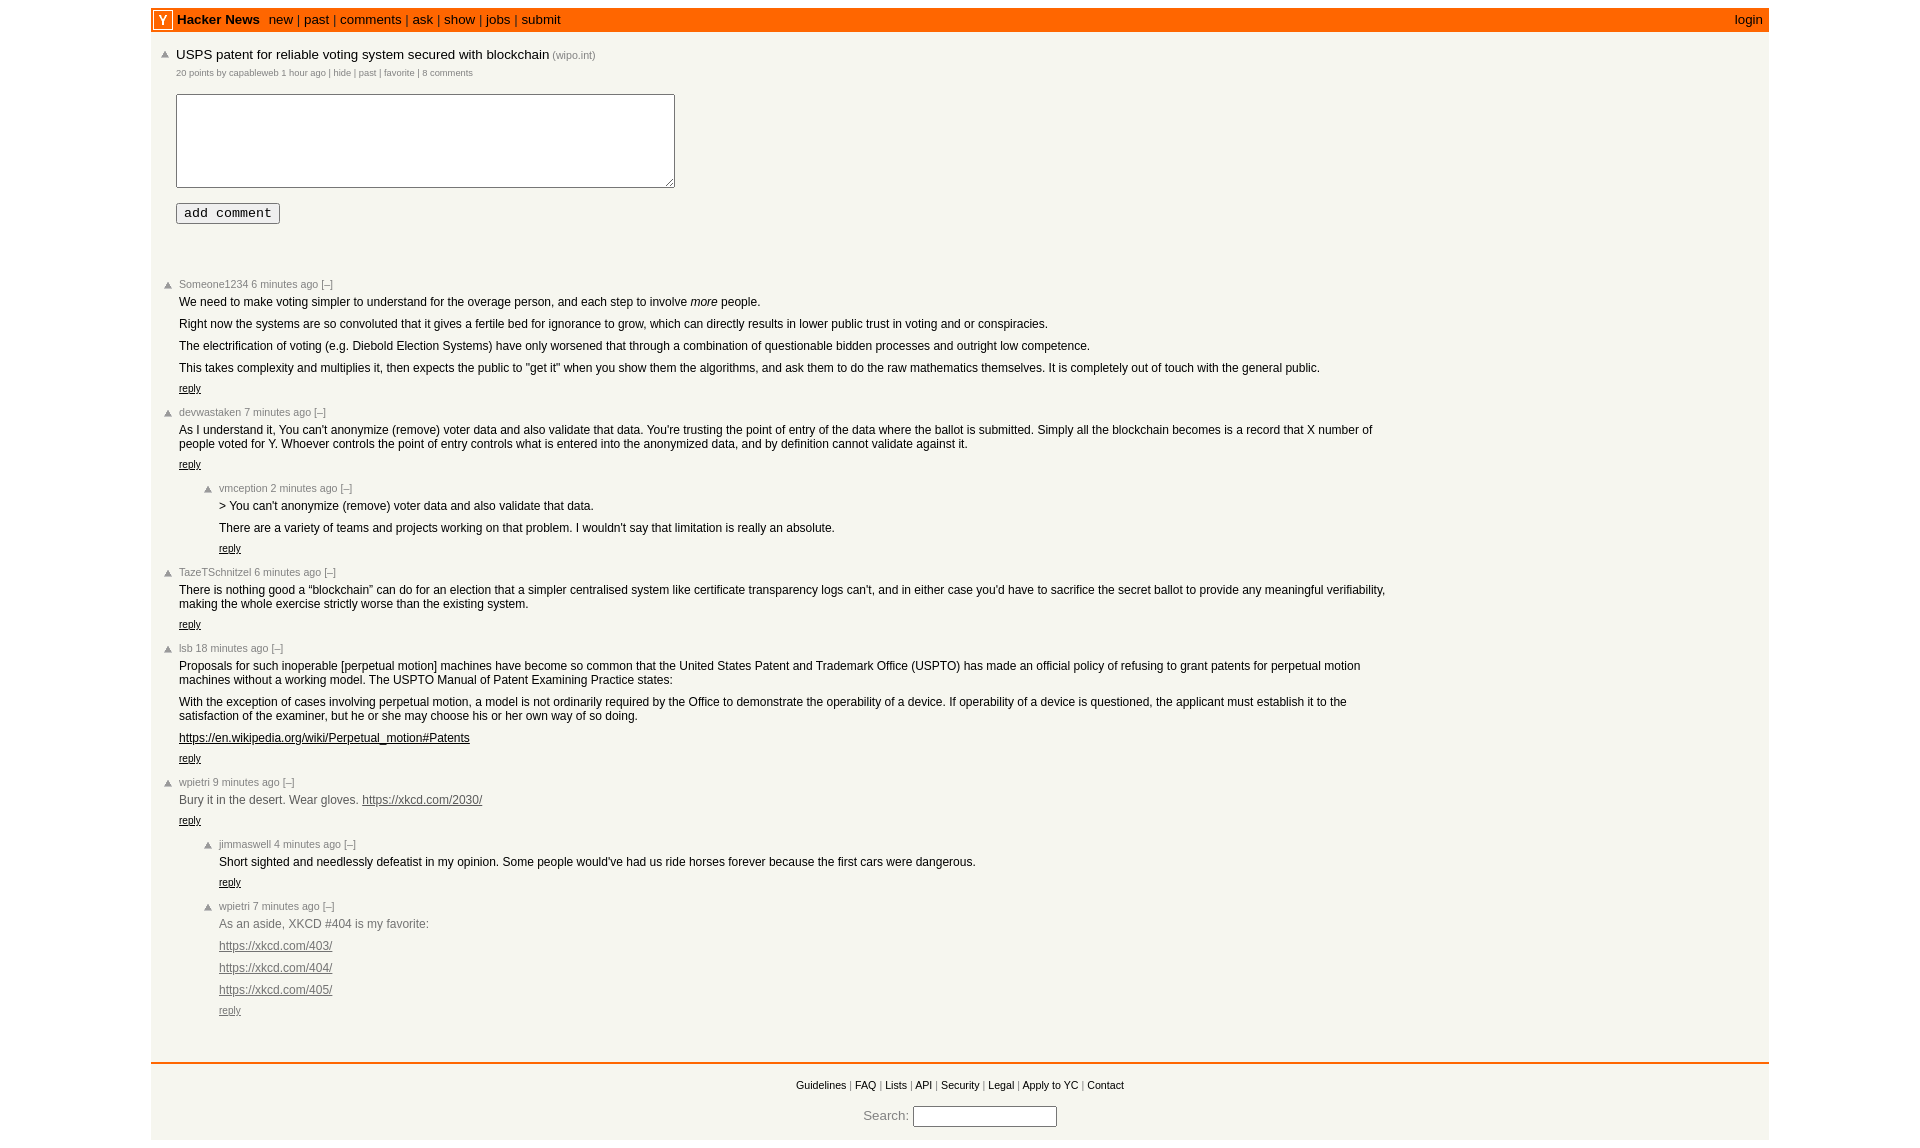 Y Hacker News new | past | comments | ask | show | jobs | submit login
USPS patent for reliable voting system secured with blockchain (wipo.int)
20 points by capableweb 1 hour ago | hide | past | favorite | 8 comments
add comment
Someone1234 6 minutes ago [–]
We need to make voting simpler to understand for the overage person, and each step to involve more people.
Right now the systems are so convoluted that it gives a fertile bed for ignorance to grow, which can directly results in lower public trust in voting and or conspiracies.
The electrification of voting (e.g. Diebold Election Systems) have only worsened that through a combination of questionable bidden processes and outright low competence.
This takes complexity and multiplies it, then expects the public to "get it" when you show them the algorithms, and ask them to do the raw mathematics themselves. It is completely out of touch with the general public.
reply
devwastaken 7 minutes ago [–]
As I understand it, You can't anonymize (remove) voter data and also validate that data. You're trusting the point of entry of the data where the ballot is submitted. Simply all the blockchain becomes is a record that X number of
people voted for Y. Whoever controls the point of entry controls what is entered into the anonymized data, and by definition cannot validate against it.
reply
vmception 2 minutes ago [–]
> You can't anonymize (remove) voter data and also validate that data.
There are a variety of teams and projects working on that problem. I wouldn't say that limitation is really an absolute.
reply
TazeTSchnitzel 6 minutes ago [–]
There is nothing good a “blockchain” can do for an election that a simpler centralised system like certificate transparency logs can't, and in either case you'd have to sacrifice the secret ballot to provide any meaningful verifiability,
making the whole exercise strictly worse than the existing system.
reply
lsb 18 minutes ago [–]
Proposals for such inoperable [perpetual motion] machines have become so common that the United States Patent and Trademark Office (USPTO) has made an official policy of refusing to grant patents for perpetual motion
machines without a working model. The USPTO Manual of Patent Examining Practice states:
With the exception of cases involving perpetual motion, a model is not ordinarily required by the Office to demonstrate the operability of a device. If operability of a device is questioned, the applicant must establish it to the
satisfaction of the examiner, but he or she may choose his or her own way of so doing.
https://en.wikipedia.org/wiki/Perpetual_motion#Patents
reply
wpietri 9 minutes ago [–]
Bury it in the desert. Wear gloves. https://xkcd.com/2030/
reply
jimmaswell 4 minutes ago [–]
Short sighted and needlessly defeatist in my opinion. Some people would've had us ride horses forever because the first cars were dangerous.
reply
wpietri 7 minutes ago [–]
As an aside, XKCD #404 is my favorite:
https://xkcd.com/403/
https://xkcd.com/404/
https://xkcd.com/405/
reply
Guidelines | FAQ | Lists | API | Security | Legal | Apply to YC | Contact
Search: